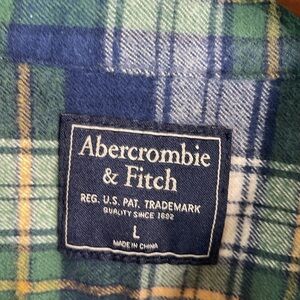 Abercrombie
& Fitch
REG. U.S. PAT. TRADEMARK
QUALITY SINCE 1892
L
MADE IN CHINA